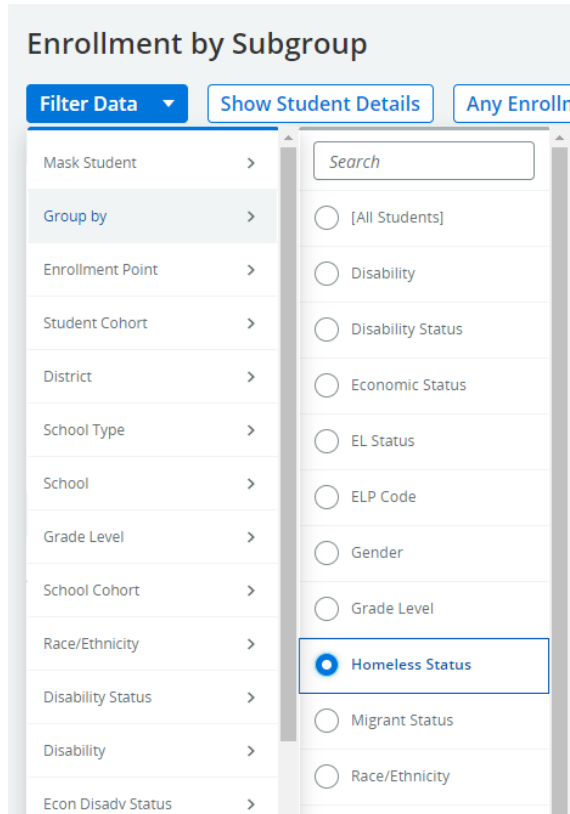 Enrollment by Subgroup
Filter Data
Show Student Details
Any Enrolln
Mask Student
Group by
Enrollment Point
Student Cohort
District
School Type
School
Grade Level
School Cohort
Race/Ethnicity
Disability Status
Disability
Econ Disadv Status
Search
[All Students]
Disability
Disability Status
Economic Status
EL Status
ELP Code
Gender
Grade Level
Homeless Status
Migrant Status
Race/Ethnicity